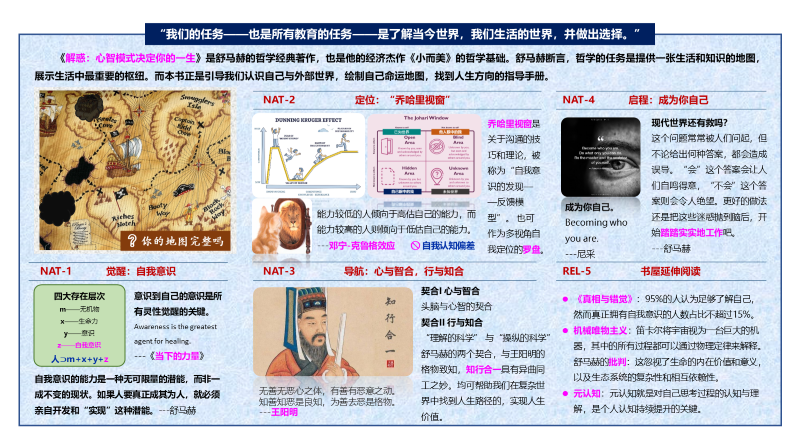 “我们的任务——也是所有教育的任务——是了解当今世界，我们生活的世界，并做出选择。”
《解惑：心智模式决定你的一生》是舒马赫的哲学经典著作，也是他的经济杰作《小而美》的哲学基础。舒马赫断言，哲学的任务是提供一张生活和知识的地图，
展示生活中最重要的枢纽。而本书正是引导我们认识自己与外部世界，绘制自己命运地图，找到人生方向的指导手册。
Smugglers Trail
Riches Notch
Booty Way
你的地图完整吗
NAT-1 觉醒：自我意识
四大存在层次
m——无机物
x——生命力
y——意识
z——自我意识
人⊃m+x+y+z
意识到自己的意识是所
有灵性觉醒的关键。
Awareness is the greatest
agent for healing.
---《当下的力量》
自我意识的能力是一种无可限量的潜能，而非一
成不变的现状。如果人要真正成其为人，就必须
亲自开发和“实现”这种潜能。---舒马赫
NAT-2 定位：“乔哈里视窗”
DUNNING KRUGER EFFECT
The Johari Window
Open
Area
Blind
Area
Hidden
Area
Unknown
Area
能力较低的人倾向于高估自己的能力，而
能力较高的人则倾向于低估自己的能力。
---邓宁-克鲁格效应 自我认知偏差
乔哈里视窗是
关于沟通的技
巧和理论，被
称为“自我意
识的发现—
—反馈模
型”。 也可
作为多视角自
我定位的罗盘。
NAT-3 导航：心与智合，行与知合
知行合一
无善无恶心之体，有善有恶意之动。
知善知恶是良知，为善去恶是格物。
---王阳明
契合I 心与智合
头脑与心智的契合
契合II 行与知合
“理解的科学” 与 “操纵的科学”
舒马赫的两个契合，与王阳明的
格物致知，知行合一具有异曲同
工之妙。均可帮助我们在复杂世
界中找到人生路径的，实现人生
价值。
NAT-4 启程：成为你自己
成为你自己。
Becoming who
you are.
---尼采
现代世界还有救吗？
这个问题常常被人们问起，但
不论给出何种答案，都会造成
误导。“会”这个答案会让人
们自鸣得意，“不会”这个答
案则会令人绝望。更好的做法
还是把这些迷惑抛到脑后，开
始踏踏实实地工作吧。
---舒马赫
REL-5 书屋延伸阅读
《真相与错觉》：95%的人认为足够了解自己，
然而真正拥有自我意识的人数占比不超过15%。
机械唯物主义：笛卡尔将宇宙视为一台巨大的机
器，其中的所有过程都可以通过物理定律来解释。
舒马赫的批判：这忽视了生命的内在价值和意义，
以及生态系统的复杂性和相互依赖性。
元认知：元认知就是对自己思考过程的认知与理
解，是个人认知持续提升的关键。